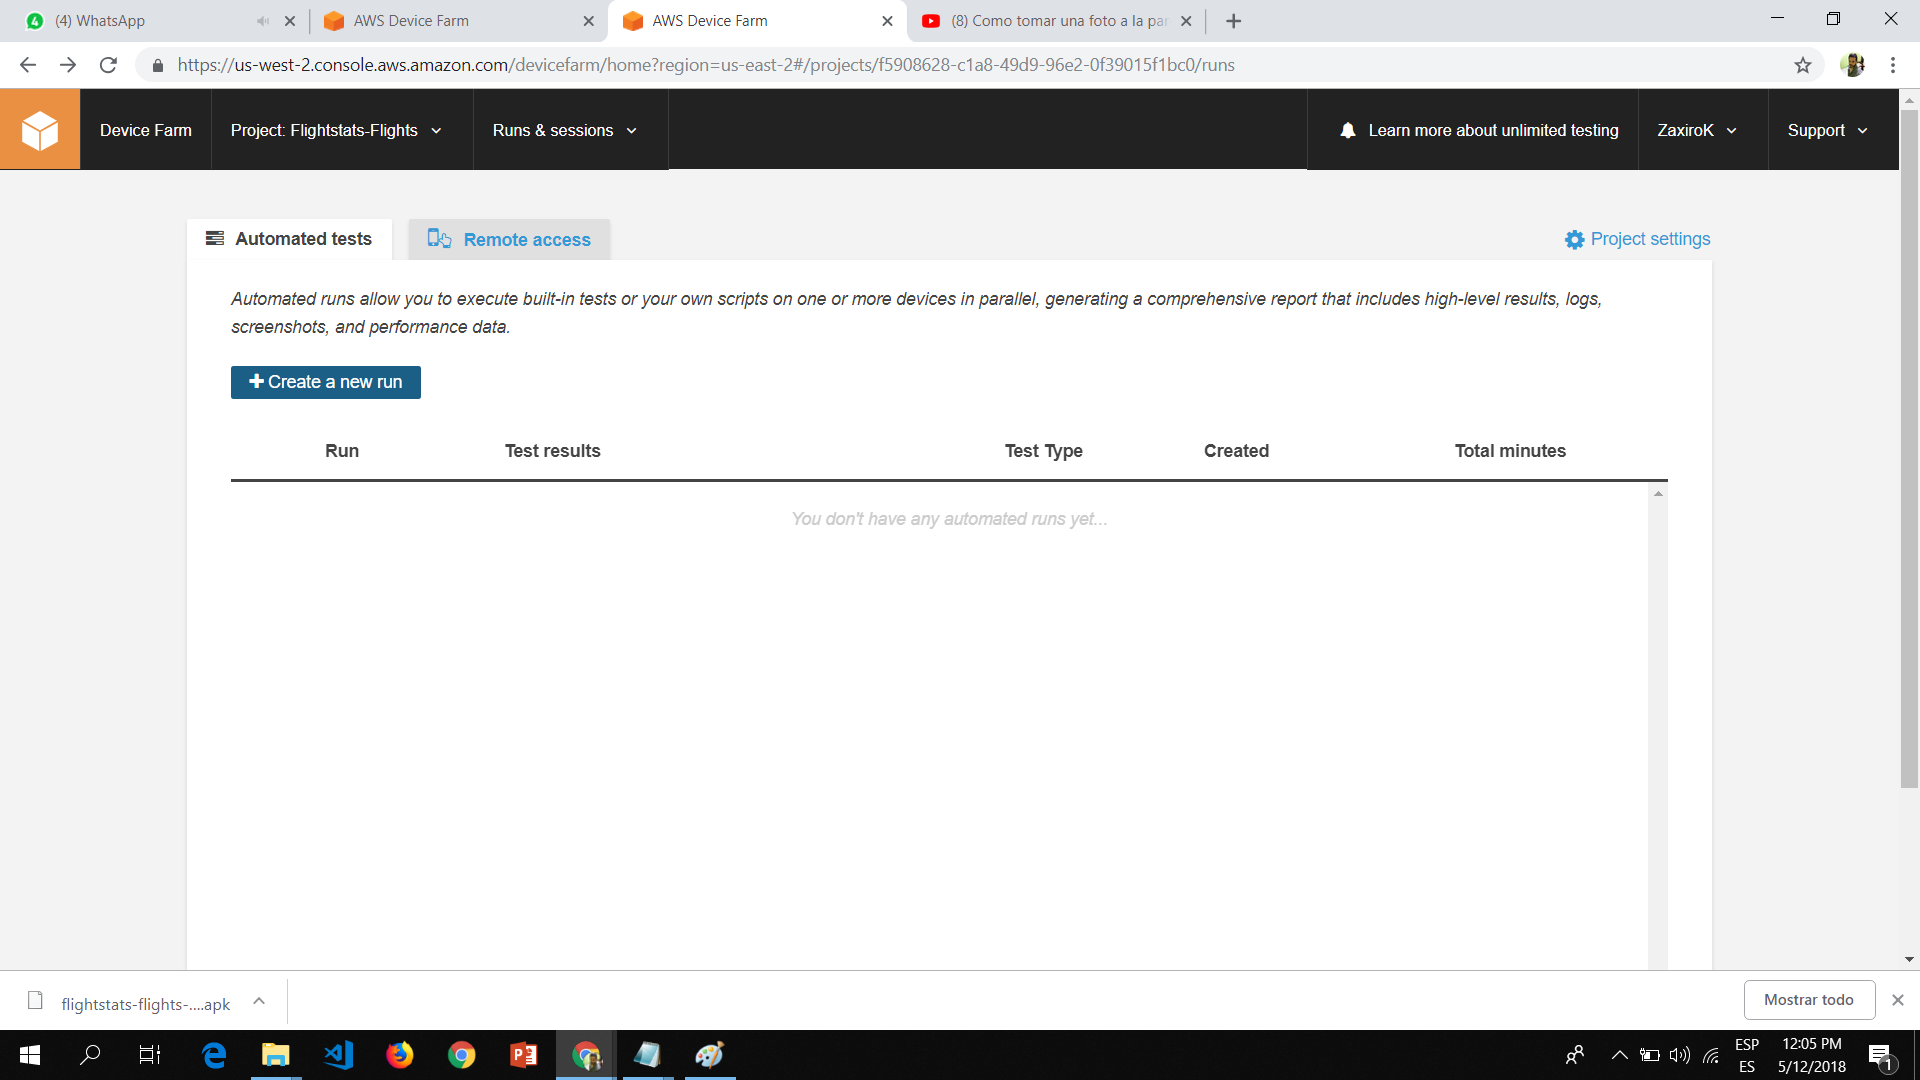 4
(4) WhatsApp
AWS Device Farm
AWS Device Farm
(8) Como tomar una foto a la pan
https://us-west-2.console.aws.amazon.com/devicefarm/home?region=us-east-2#/projects/f5908628-c1a8-49d9-96e2-0f39015f1bc0/runs
Device Farm
Project: Flightstats-Flights
Runs & sessions
Learn more about unlimited testing
ZaxiroK
Support
Automated tests
Remote access
Project settings
Automated runs allow you to execute built-in tests or your own scripts on one or more devices in parallel, generating a comprehensive report that includes high-level results, logs,
screenshots, and performance data.
Create a new run
Run Test results Test Type Created Total minutes
You don't have any automated runs yet...
flightstats-flights-....apk
Mostrar todo
ESP
ES
12:05 PM
5/12/2018
1